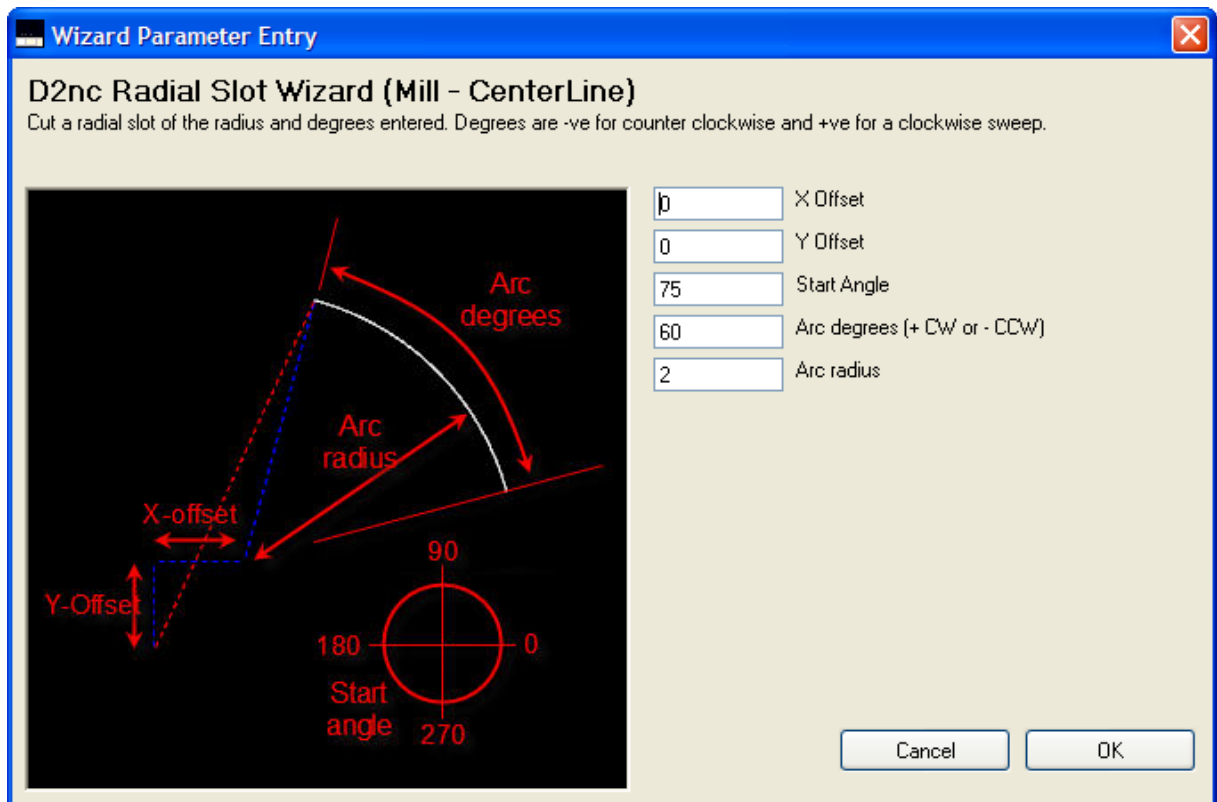 Wizard Parameter Entry
D2nc Radial Slot Wizard (Mill - CenterLine)
Cut a radial slot of the radius and degrees entered. Degrees are -ve for counter clockwise and +ve for a clockwise sweep.
Arc
degrees
Arc
radius
X-offset
Y-Offset
90
180
0
270
Start
angle
0 X Offset
0 Y Offset
75 Start Angle
60 Arc degrees (+ CW or - CCW)
2 Arc radius
Cancel
OK